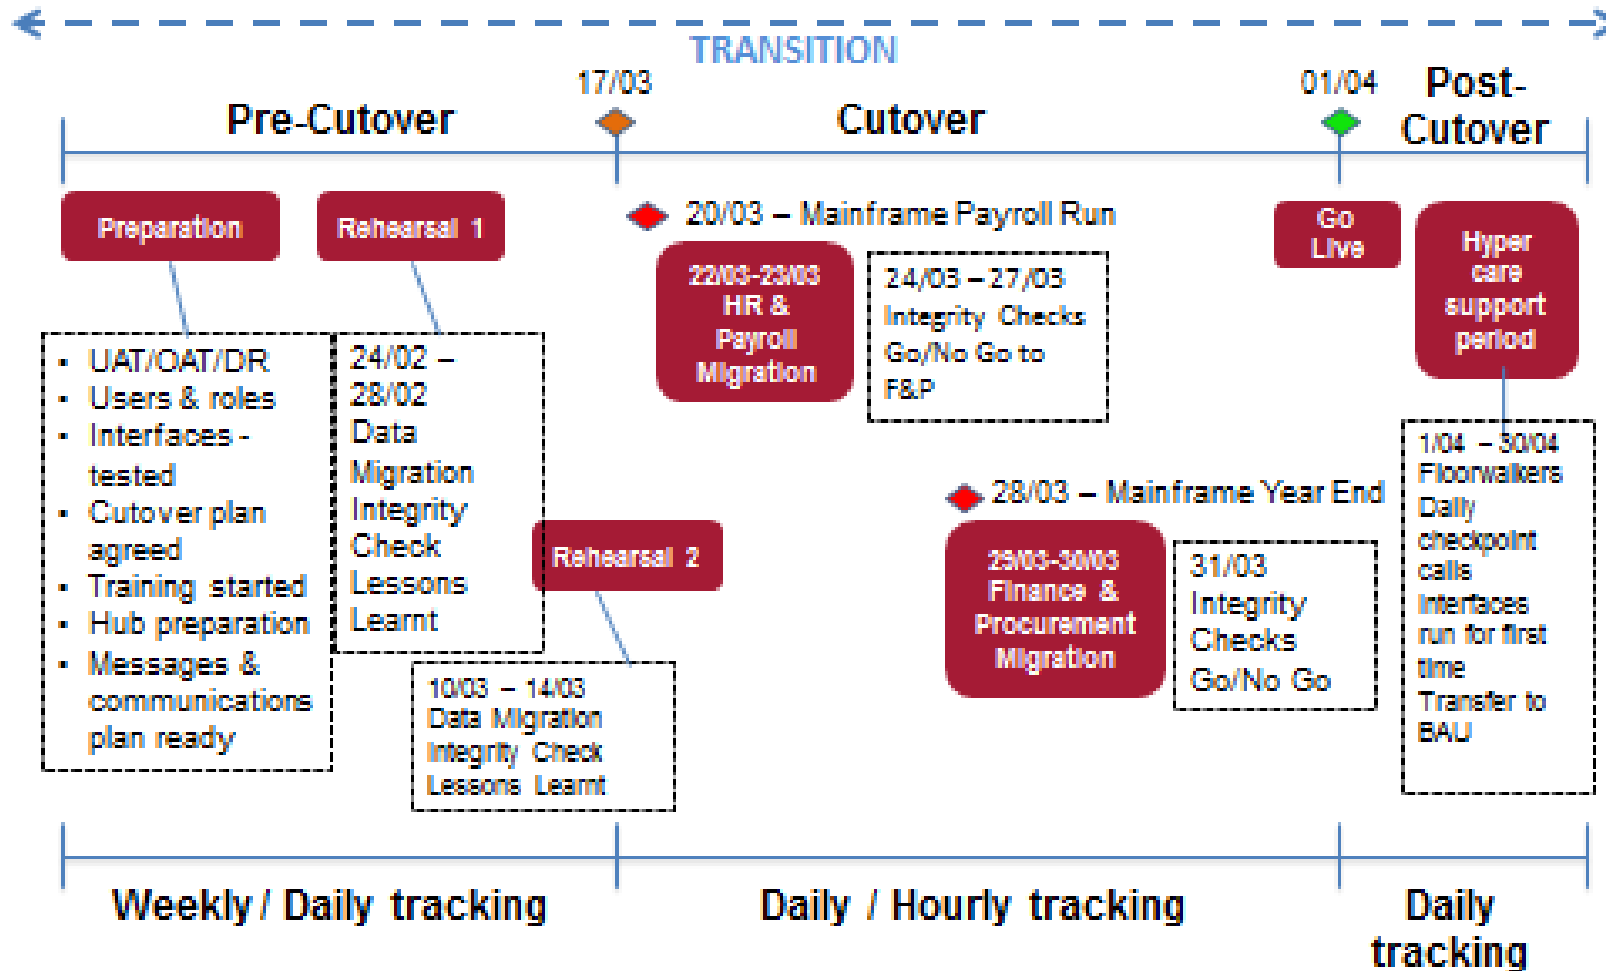 TRANSITION
17/03
01/04
Pre-Cutover
Cutover
Post-
Cutover
Preparation
Rehearsal 1
20/03 – Mainframe Payroll Run
Go
Live
Hyper
care
support
period
22/03-23/03
HR &
Payroll
Migration
24/03 – 27/03
Integrity Checks
Go/No Go to
F&P
▪ UAT/OAT/DR
▪ Users & roles
▪ Interfaces -
tested
▪ Cutover plan
agreed
▪ Training started
▪ Hub preparation
▪ Messages &
communications
plan ready
24/02 –
28/02
Data
Migration
Integrity
Check
Lessons
Learnt
Rehearsal 2
10/03 – 14/03
Data Migration
Integrity Check
Lessons Learnt
28/03 – Mainframe Year End
29/03-30/03
Finance &
Procurement
Migration
31/03
Integrity
Checks
Go/No Go
1/04 – 30/04
Floorwalkers
Daily
checkpoint
calls
Interfaces
run for first
time
Transfer to
BAU
Weekly / Daily tracking
Daily / Hourly tracking
Daily
tracking